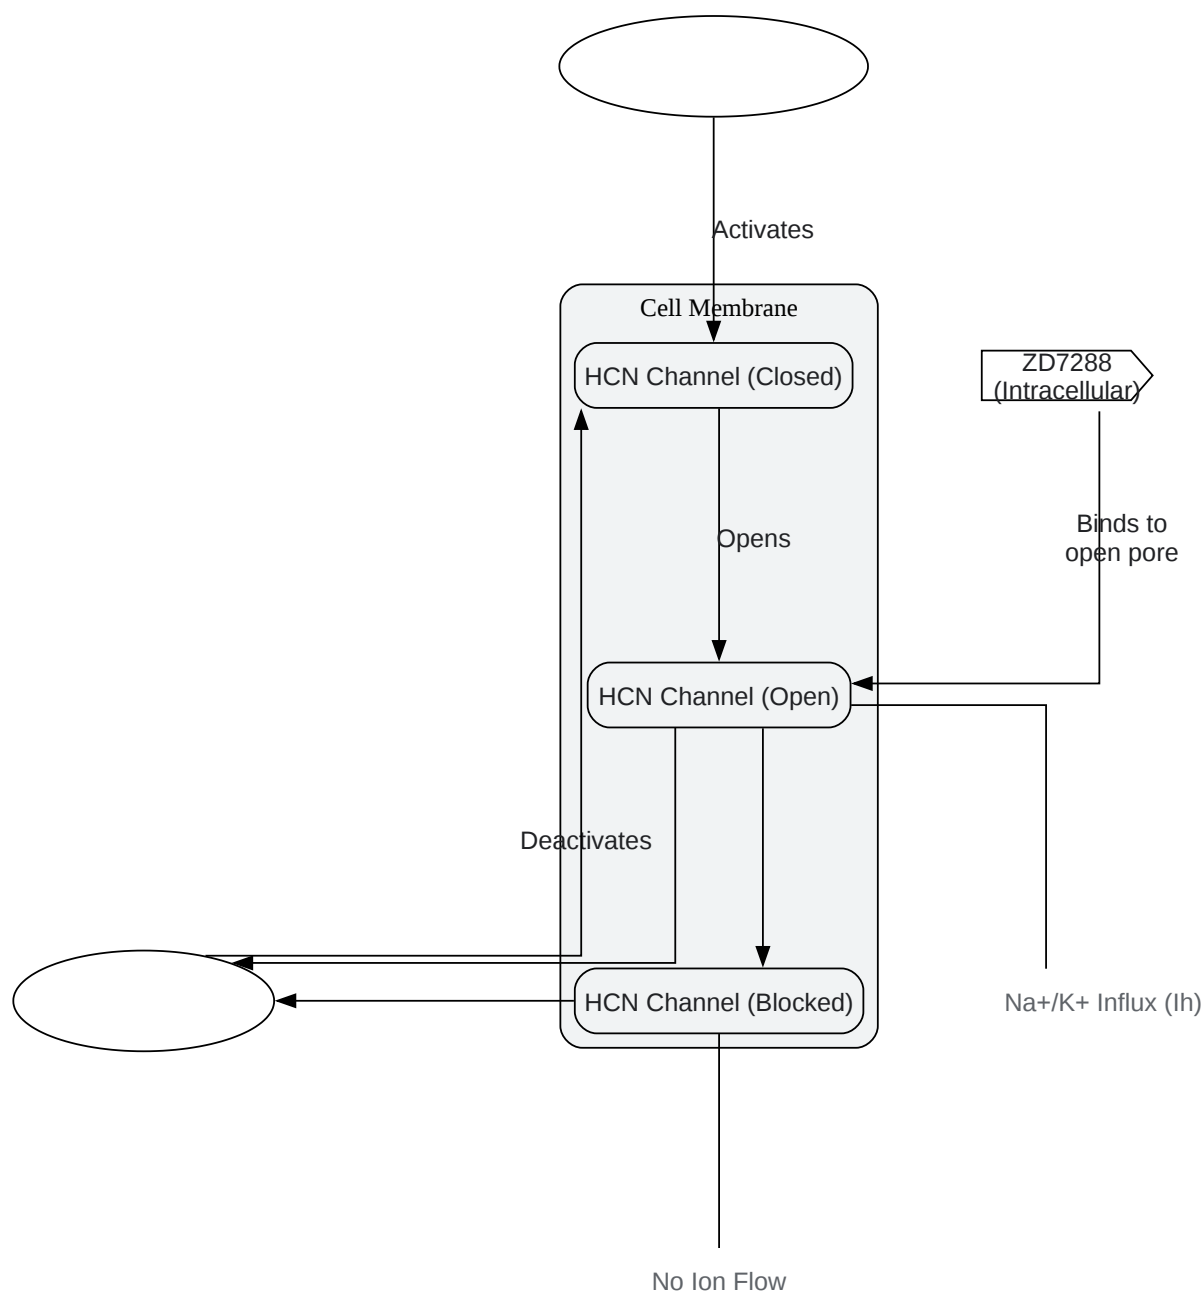 Activates
Cell Membrane
HCN Channel (Closed)
ZD7288
(Intracellular)
Opens
Binds to
open pore
HCN Channel (Open)
Deactivates
HCN Channel (Blocked)
Na+/K+ Influx (Ih)
No Ion Flow